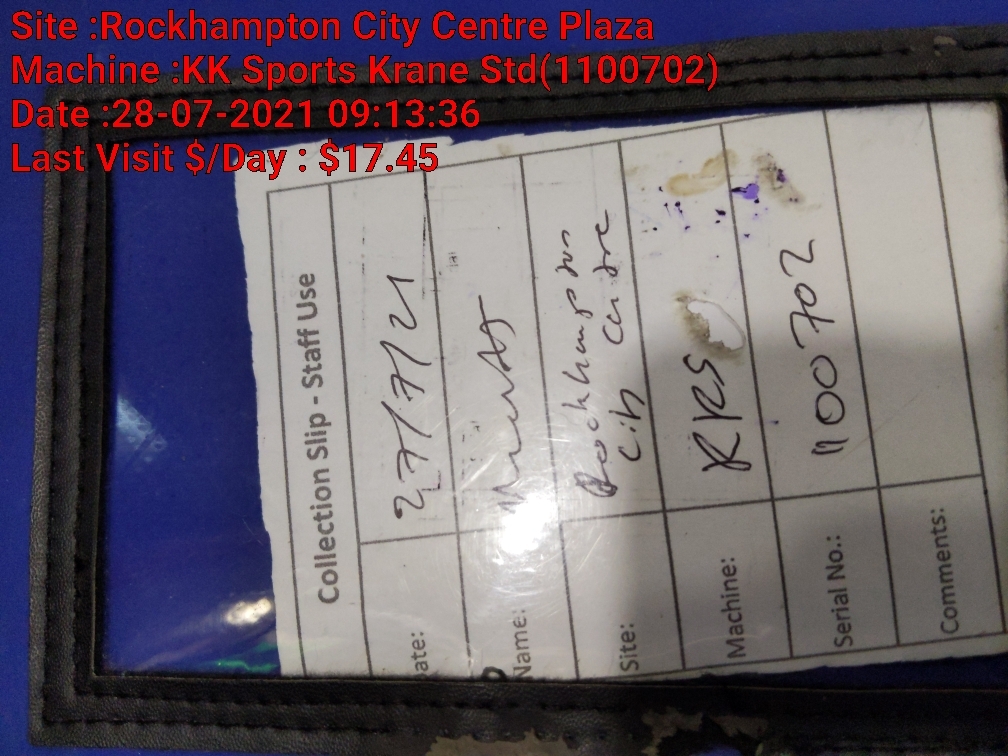 Site :Rockhampton City Centre Plaza
Machine :KK Sports Krane Std(1100702)
Date :28-07-2021 09:13:36
Last Visit $/Day : $17.45
Collection Slip - Staff Use
ate: 27/7/21
Name:
Site: Rockhampton
City Centre
Machine: KKS
Serial No.: 1100702
Comments: